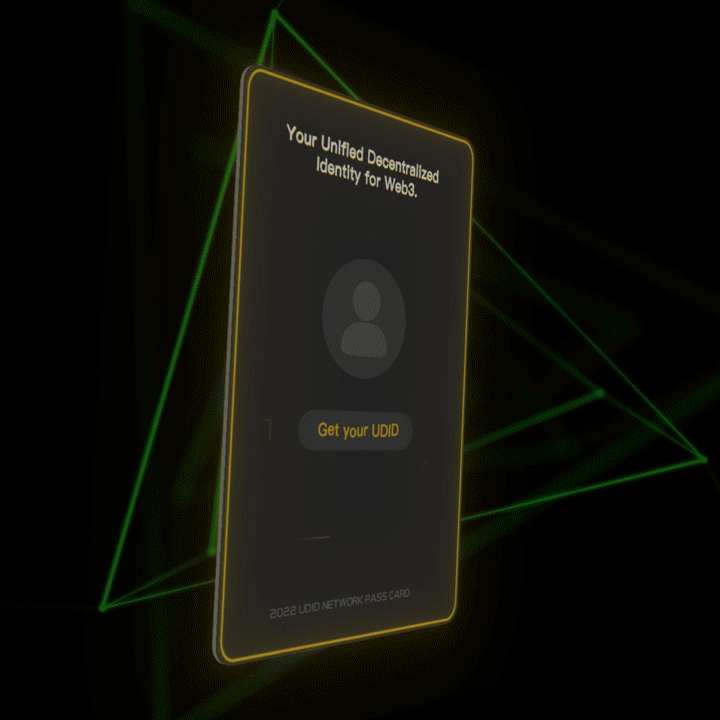 Your Unified Decentralized
Identity for Web3.
Get your UDID
2022 UDID NETWORK PASS CARD